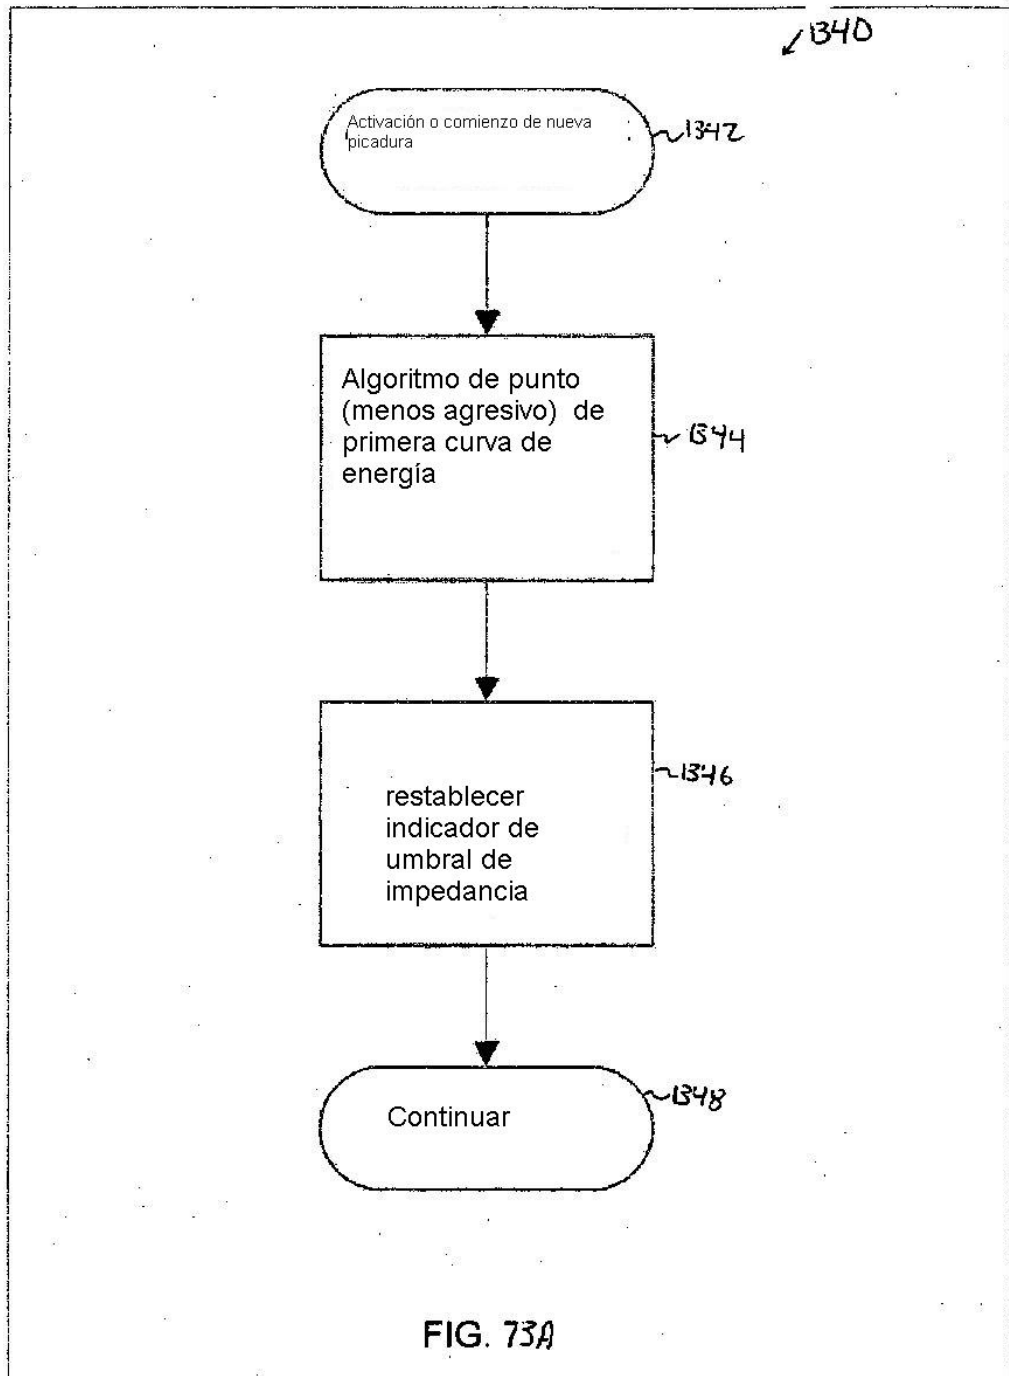 1340
Activación o comienzo de nueva
picadura
1342
Algoritmo de punto
(menos agresivo) de
primera curva de
energía
1344
restablecer
indicador de
umbral de
impedancia
1346
Continuar
1348
FIG. 73A